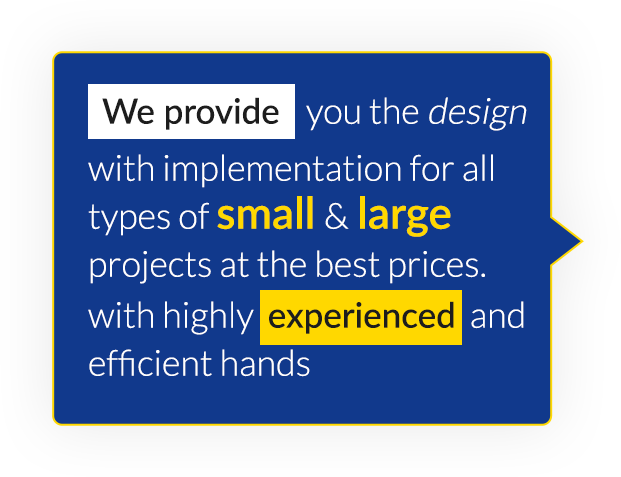 We provide you the design
with implementation for all
types of small & large
projects at the best prices.
with highly experienced and
efficient hands